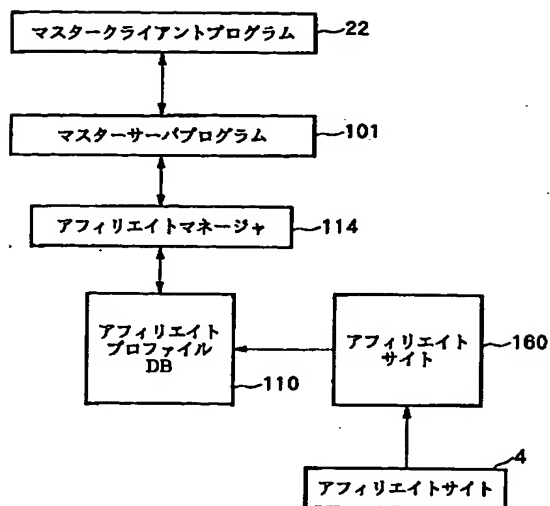 マスタークライアントプログラム
22
マスターサーバプログラム
101
アフィリエイトマネージャ
114
アフィリエイト
プロファイル
DB
110
アフィリエイト
サイト
160
4
アフィリエイトサイト